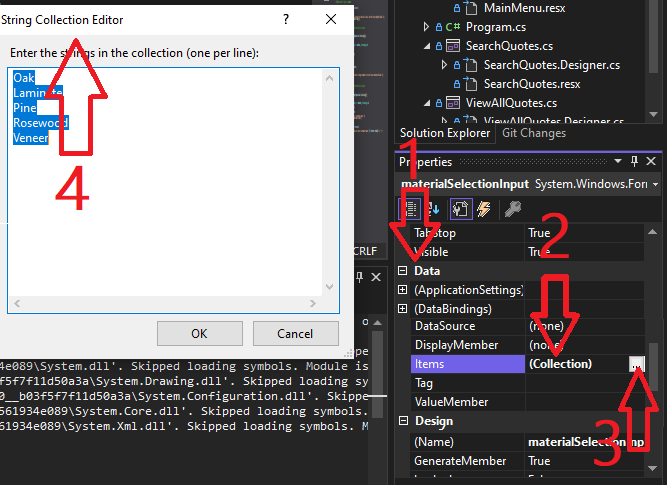 String Collection Editor
Enter the strings in the collection (one per line):
Oak
Laminate
Pine
Rosewood
Veneer
4
OK
Cancel
MainMenu.resx
Program.cs
SearchQuotes.cs
SearchQuotes.Designer.cs
SearchQuotes.resx
ViewAllQuotes.cs
ViewAllQuotes.Designer.cs
Solution Explorer Git Changes
CRLF
Properties
1
materialSelectionInput System.Windows.For
2
TabStop True
Visible True
Data
(ApplicationSettings)
(DataBindings)
DataSource (none)
DisplayMember (none)
Items (Collection) ...
Tag
ValueMember
3
Design
(Name) materialSelectionInp
GenerateMember True
False
4e089\System.dll'. Skipped loading symbols. Module is
f5f7f11d50a3a\System.Drawing.dll'. Skipped loading sy
0__b03f5f7f11d50a3a\System.Configuration.dll'. Skippe
561934e089\System.Core.dll'. Skipped loading symbols.
61934e089\System.Xml.dll'. Skipped loading symbols. M